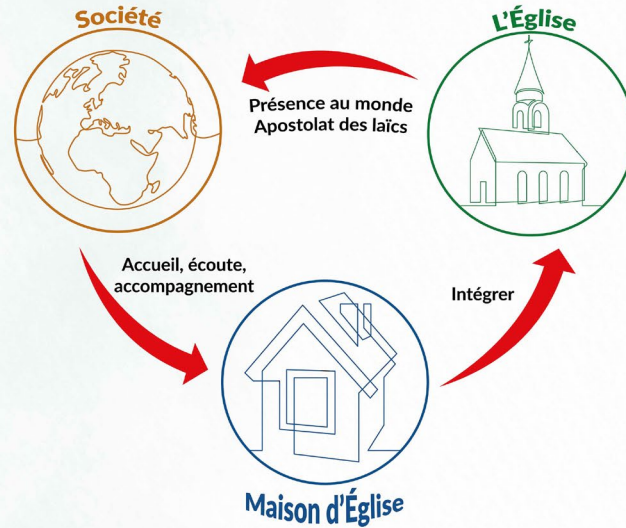 Société
L'Église
Présence au monde
Apostolat des laïcs
Accueil, écoute,
accompagnement
Intégrer
Maison d'Église